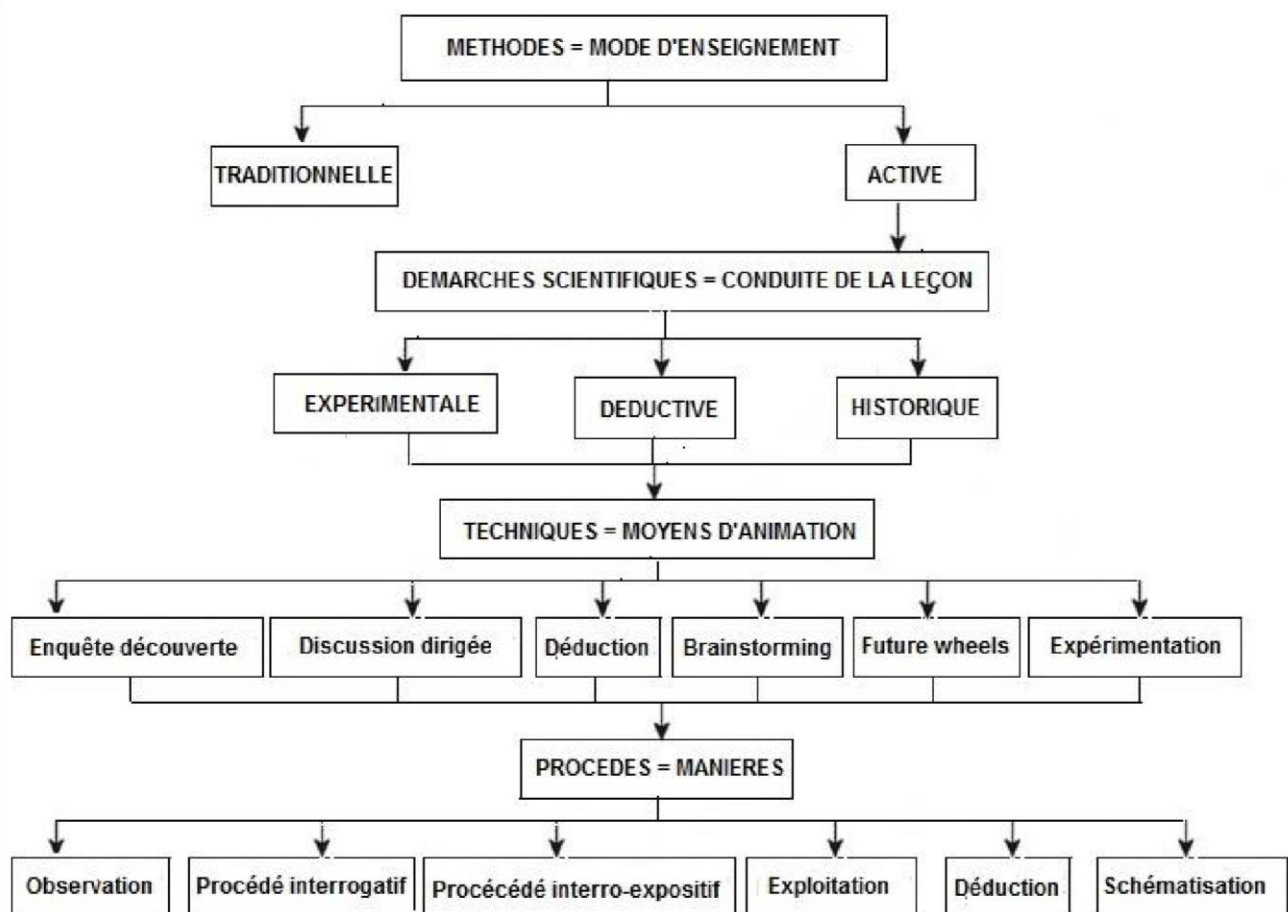 METHODES = MODE D'ENSEIGNEMENT
TRADITIONNELLE
ACTIVE
DEMARCHES SCIENTIFIQUES = CONDUITE DE LA LEÇON
EXPERIMENTALE
DEDUCTIVE
HISTORIQUE
TECHNIQUES = MOYENS D'ANIMATION
Enquête découverte
Discussion dirigée
Déduction
Brainstorming
Future wheels
Expérimentation
PROCEDES = MANIERES
Observation
Procédé interrogatif
Procécédé interro-expositif
Exploitation
Déduction
Schématisation